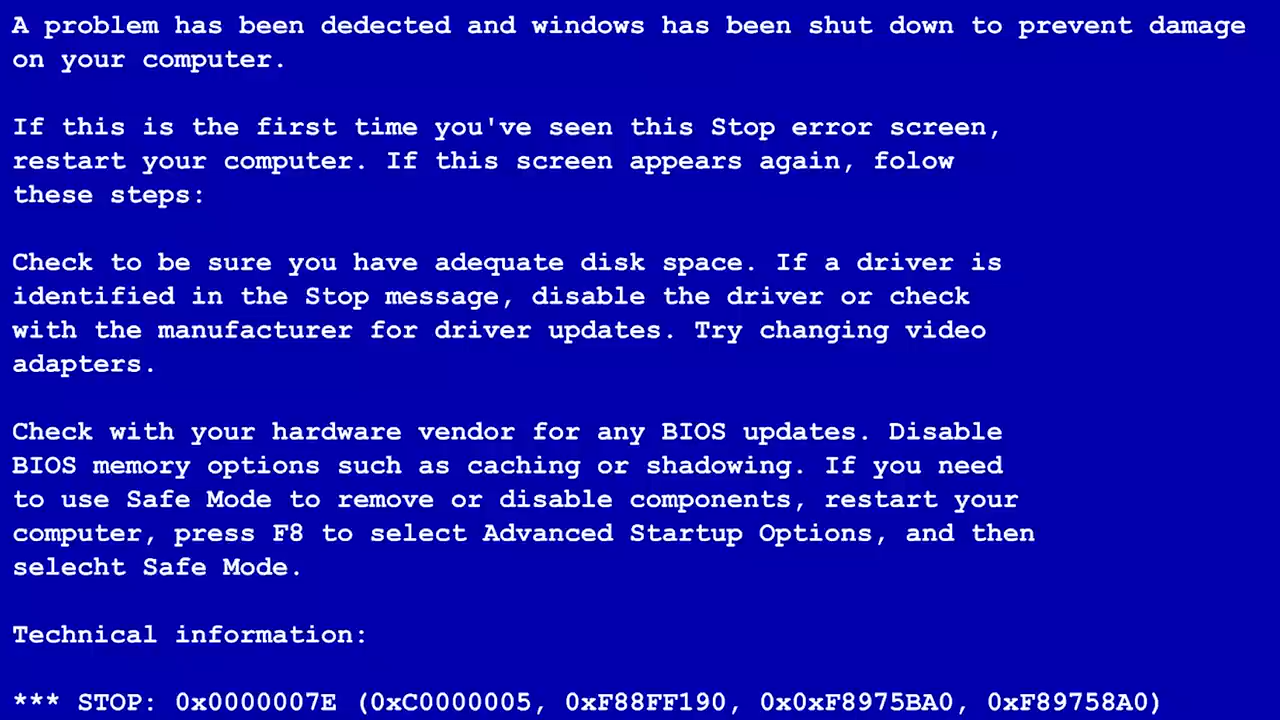 A problem has been dedected and windows has been shut down to prevent damage
on your computer.
If this is the first time you've seen this Stop error screen,
restart your computer. If this screen appears again, folow
these steps:
Check to be sure you have adequate disk space. If a driver is
identified in the Stop message, disable the driver or check
with the manufacturer for driver updates. Try changing video
adapters.
Check with your hardware vendor for any BIOS updates. Disable
BIOS memory options such as caching or shadowing. If you need
to use Safe Mode to remove or disable components, restart your
computer, press F8 to select Advanced Startup Options, and then
selecht Safe Mode.
Technical information:
*** STOP: 0x0000007E (0xC0000005, 0xF88FF190, 0x0xF8975BA0, 0xF89758A0)